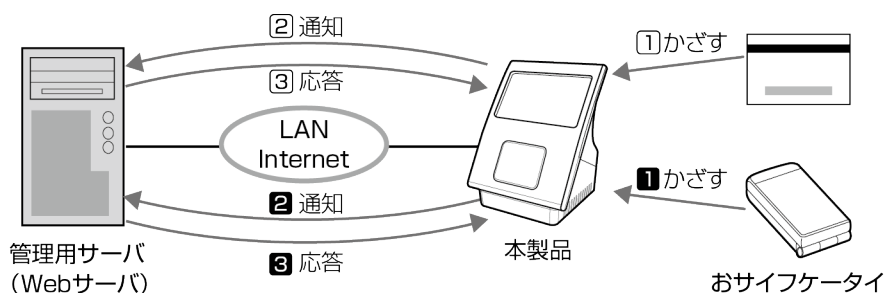 2 通知
1 かざす
3 応答
LAN
Internet
1 かざす
2 通知
3 応答
管理用サーバ
（Webサーバ）
本製品
おサイフケータイ